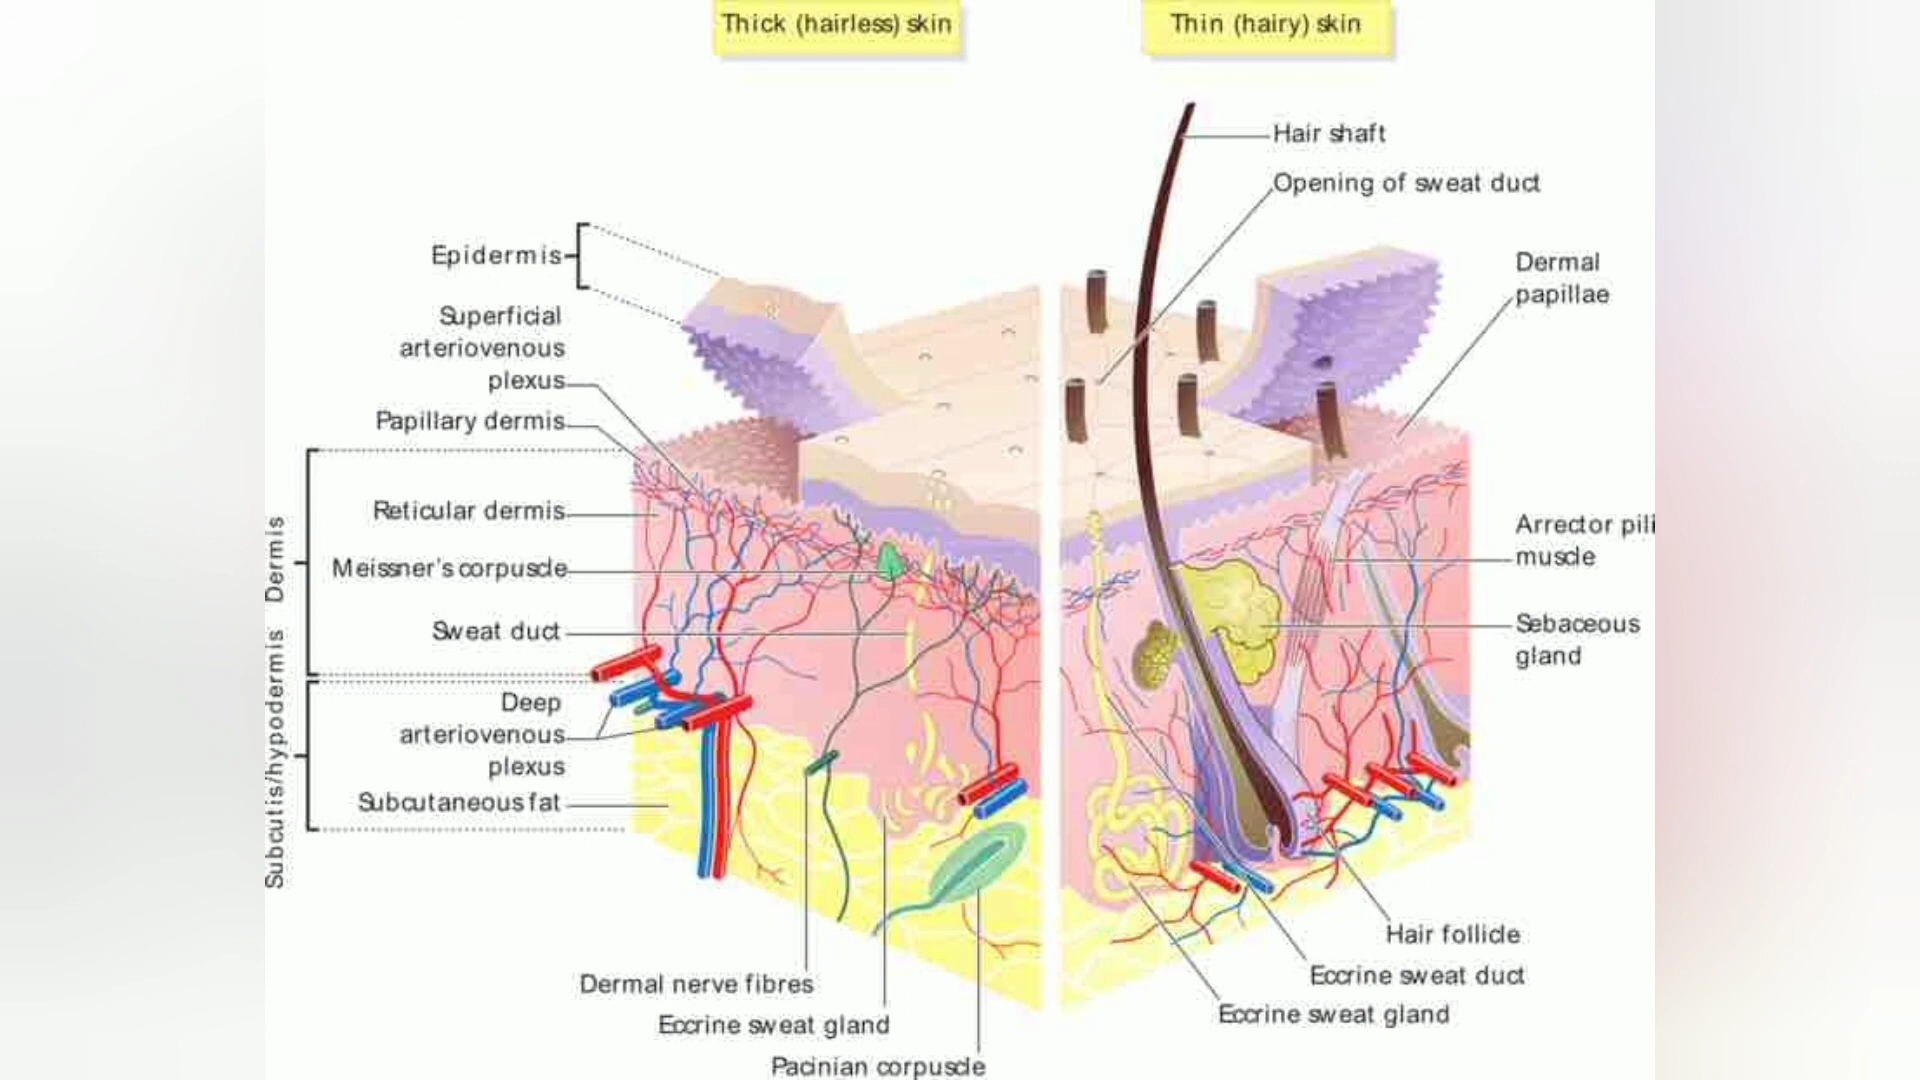 Thick (hairless) skin
Thin (hairy) skin
Hair shaft
Opening of sweat duct
Dermal
papillae
Arrector pili
muscle
Sebaceous
gland
Hair follicle
Eccrine sweat duct
Eccrine sweat gland
Epidermis
Superficial
arteriovenous
plexus
Papillary dermis
Reticular dermis
Meissner's corpuscle
Sweat duct
Deep
arteriovenous
plexus
Subcutaneous fat
Dermis
Subcutis/hypodermis
Dermal nerve fibres
Eccrine sweat gland
Pacinian corpuscle